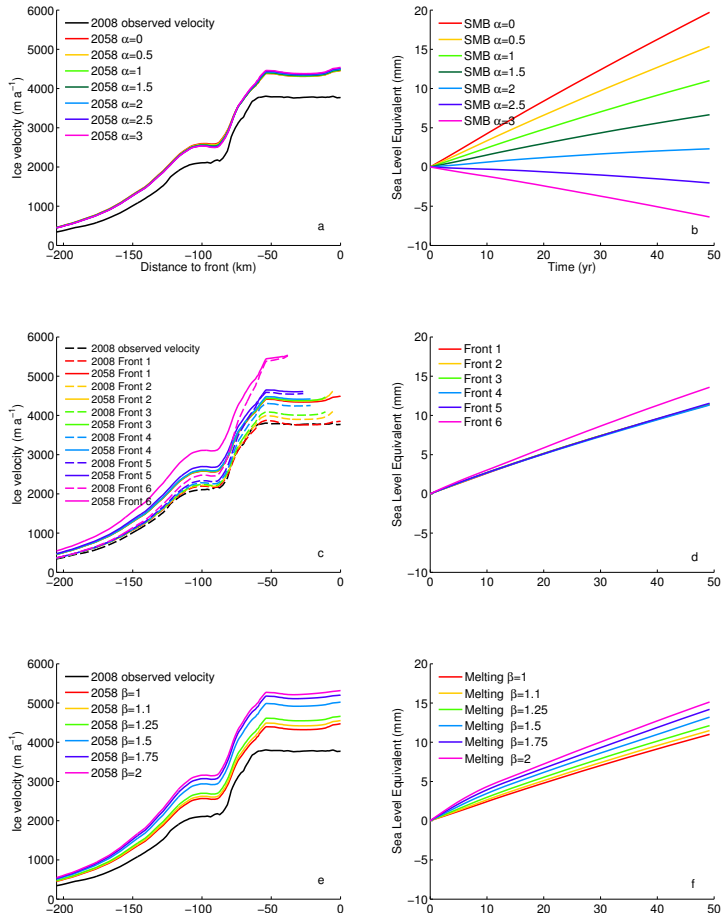 6000
5000
4000
3000
2000
1000
0
Ice velocity (m a⁻¹)
2008 observed velocity
2058 α=0
2058 α=0.5
2058 α=1
2058 α=1.5
2058 α=2
2058 α=2.5
2058 α=3
a
−200 −150 −100 −50 0
Distance to front (km)
20
15
10
5
0
−5
−10
Sea Level Equivalent (mm)
SMB α=0
SMB α=0.5
SMB α=1
SMB α=1.5
SMB α=2
SMB α=2.5
SMB α=3
b
0 10 20 30 40 50
Time (yr)
6000
5000
4000
3000
2000
1000
0
Ice velocity (m a⁻¹)
2008 observed velocity
2008 Front 1
2058 Front 1
2008 Front 2
2058 Front 2
2008 Front 3
2058 Front 3
2008 Front 4
2058 Front 4
2008 Front 5
2058 Front 5
2008 Front 6
2058 Front 6
c
−200 −150 −100 −50 0
20
15
10
5
0
−5
−10
Sea Level Equivalent (mm)
Front 1
Front 2
Front 3
Front 4
Front 5
Front 6
d
0 10 20 30 40 50
6000
5000
4000
3000
2000
1000
0
Ice velocity (m a⁻¹)
2008 observed velocity
2058 β=1
2058 β=1.1
2058 β=1.25
2058 β=1.5
2058 β=1.75
2058 β=2
e
−200 −150 −100 −50 0
20
15
10
5
0
−5
−10
Sea Level Equivalent (mm)
Melting β=1
Melting β=1.1
Melting β=1.25
Melting β=1.5
Melting β=1.75
Melting β=2
f
0 10 20 30 40 50